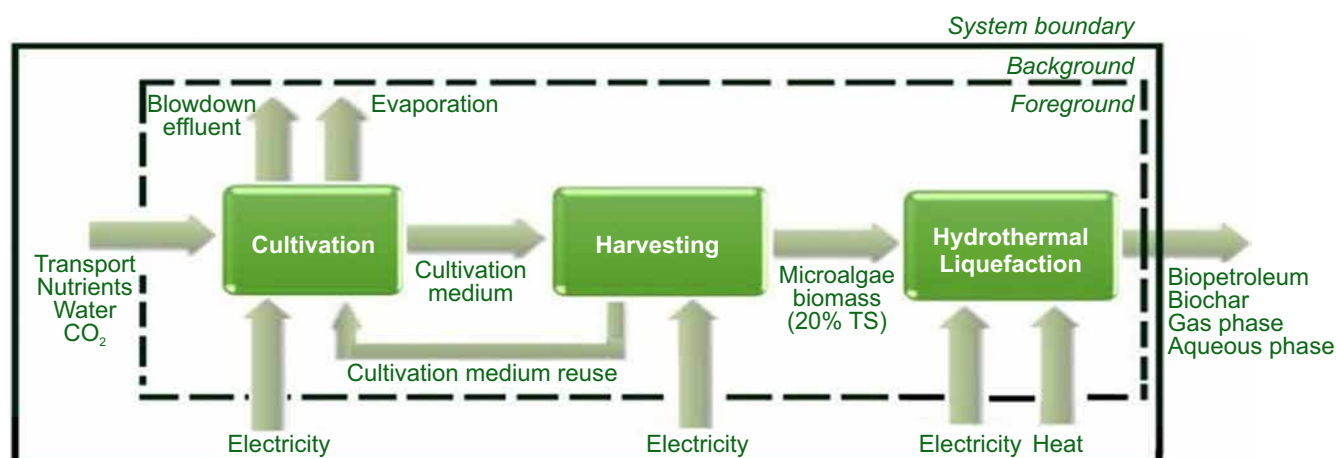 System boundary
Background
Foreground
Blowdown
effluent
Evaporation
Cultivation
Harvesting
Hydrothermal
Liquefaction
Transport
Nutrients
Water
CO₂
Cultivation
medium
Microalgae
biomass
(20% TS)
Biopetroleum
Biochar
Gas phase
Aqueous phase
Cultivation medium reuse
Electricity
Electricity
Electricity
Heat